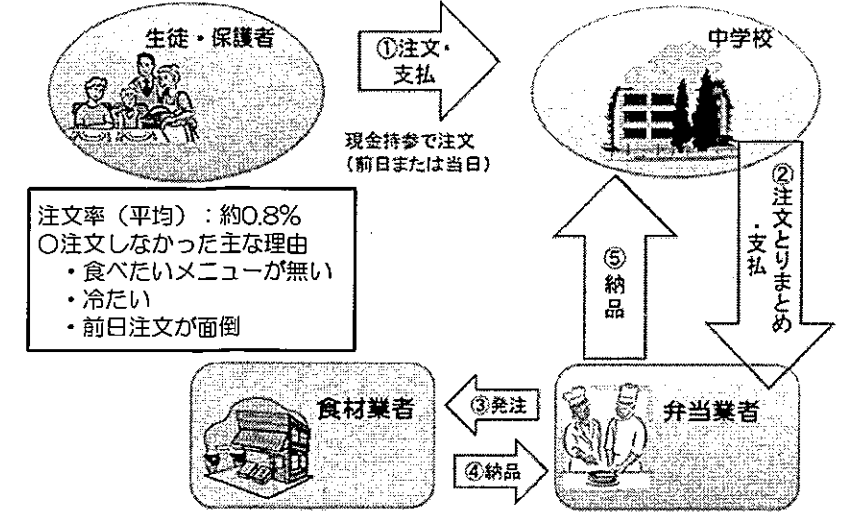 生徒・保護者
①注文・
支払
中学校
現金持参で注文
(前日または当日)
注文率(平均):約0.8%
○注文しなかった主な理由
・食べたいメニューが無い
・冷たい
・前日注文が面倒
②注文とりまとめ
・支払
⑤納品
食材業者
③発注
④納品
弁当業者